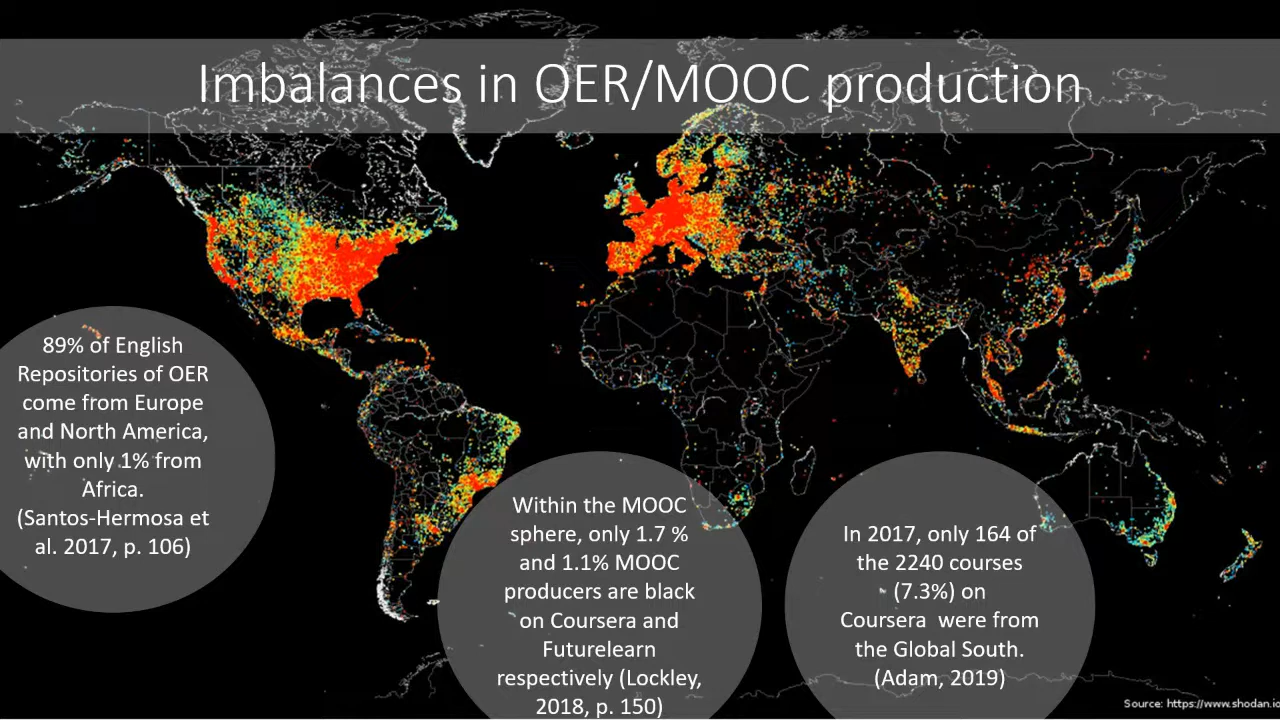 Imbalances in OER/MOOC production
89% of English
Repositories of OER
come from Europe
and North America,
with only 1% from
Africa.
(Santos-Hermosa et
al. 2017, p. 106)
Within the MOOC
sphere, only 1.7 %
and 1.1% MOOC
producers are black
on Coursera and
Futurelearn
respectively (Lockley,
2018, p. 150)
In 2017, only 164 of
the 2240 courses
(7.3%) on
Coursera  were from
the Global South.
(Adam, 2019)
Source: https://www.shodan.io